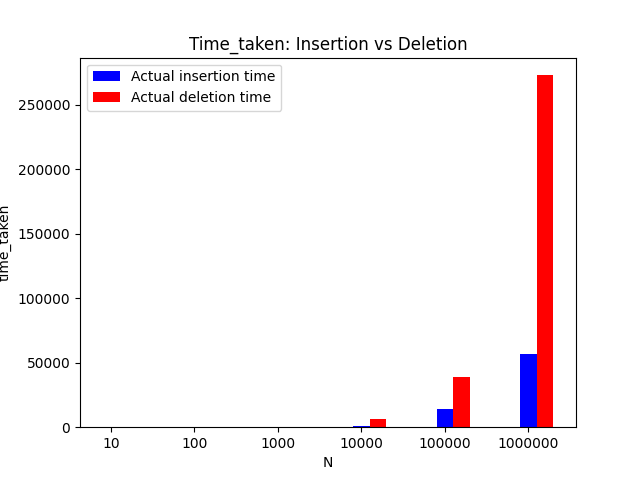 Time_taken: Insertion vs Deletion
Actual insertion time
Actual deletion time
250000
200000
150000
100000
50000
0
time_taken
10 100 1000 10000 100000 1000000
N